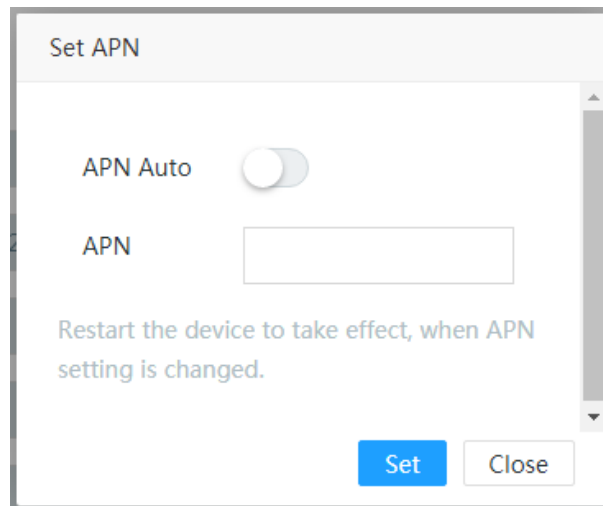 Set APN
APN Auto
APN
Restart the device to take effect, when APN
setting is changed.
Set
Close